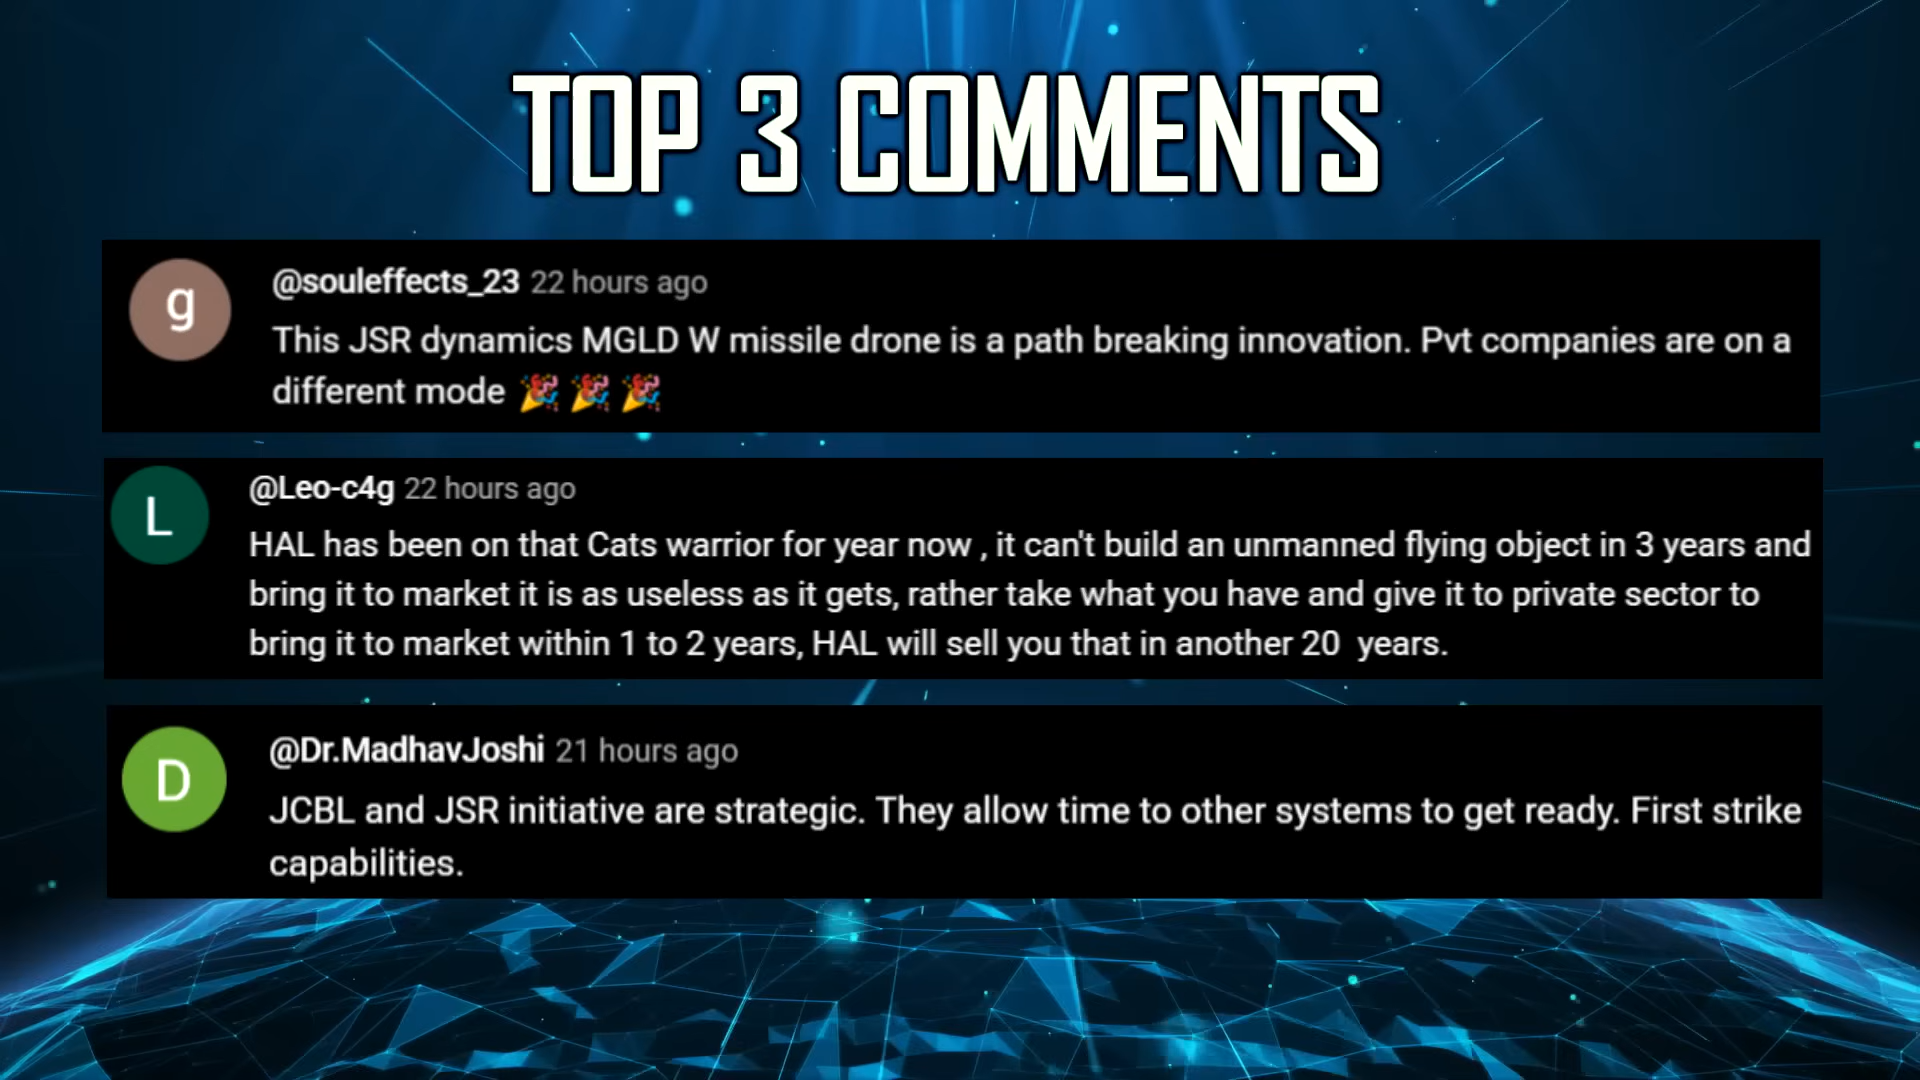 TOP 3 COMMENTS
g
@souleffects_23 22 hours ago
This JSR dynamics MGLD W missile drone is a path breaking innovation. Pvt companies are on a
different mode 🎉 🎉 🎉
L
@Leo-c4g 22 hours ago
HAL has been on that Cats warrior for year now , it can't build an unmanned flying object in 3 years and
bring it to market it is as useless as it gets, rather take what you have and give it to private sector to
bring it to market within 1 to 2 years, HAL will sell you that in another 20  years.
D
@Dr.MadhavJoshi 21 hours ago
JCBL and JSR initiative are strategic. They allow time to other systems to get ready. First strike
capabilities.